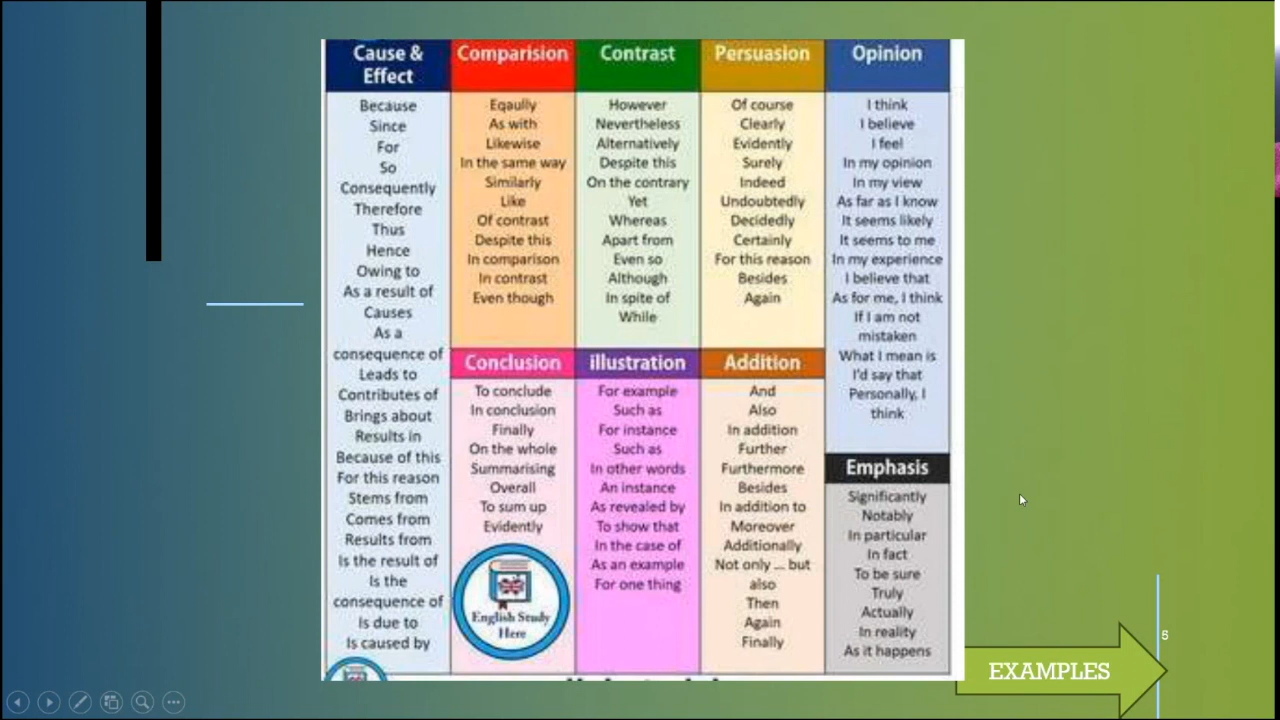 Cause &
Effect
Because
Since
For
So
Consequently
Therefore
Thus
Hence
Owing to
As a result of
Causes
As a
consequence of
Leads to
Contributes of
Brings about
Results in
Because of this
For this reason
Stems from
Comes from
Results from
Is the result of
Is the
consequence of
Is due to
Is caused by
Comparision
Eqaully
As with
Likewise
In the same way
Similarly
Like
Of contrast
Despite this
In comparison
In contrast
Even though
Contrast
However
Nevertheless
Alternatively
Despite this
On the contrary
Yet
Whereas
Apart from
Even so
Although
In spite of
While
Persuasion
Of course
Clearly
Evidently
Surely
Indeed
Undoubtedly
Decidedly
Certainly
For this reason
Besides
Again
Opinion
I think
I believe
I feel
In my opinion
In my view
As far as I know
It seems likely
It seems to me
In my experience
I believe that
As for me, I think
If I am not
mistaken
What I mean is
I'd say that
Personally, I
think
Conclusion
To conclude
In conclusion
Finally
On the whole
Summarising
Overall
To sum up
Evidently
English Study
Here
illustration
For example
Such as
For instance
Such as
In other words
An instance
As revealed by
To show that
In the case of
As an example
For one thing
Addition
And
Also
In addition
Further
Furthermore
Besides
In addition to
Moreover
Additionally
Not only ... but
also
Then
Again
Finally
Emphasis
Significantly
Notably
In particular
In fact
To be sure
Truly
Actually
In reality
As it happens
5
EXAMPLES